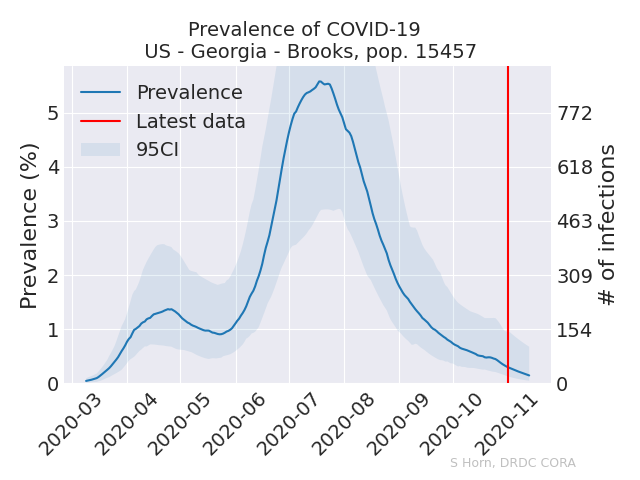 Prevalence of COVID-19
US - Georgia - Brooks, pop. 15457
Prevalence
Latest data
95CI
Prevalence (%)
5
4
3
2
1
0
772
618
463
309
154
0
# of infections
2020-03
2020-04
2020-05
2020-06
2020-07
2020-08
2020-09
2020-10
2020-11
S Horn, DRDC CORA